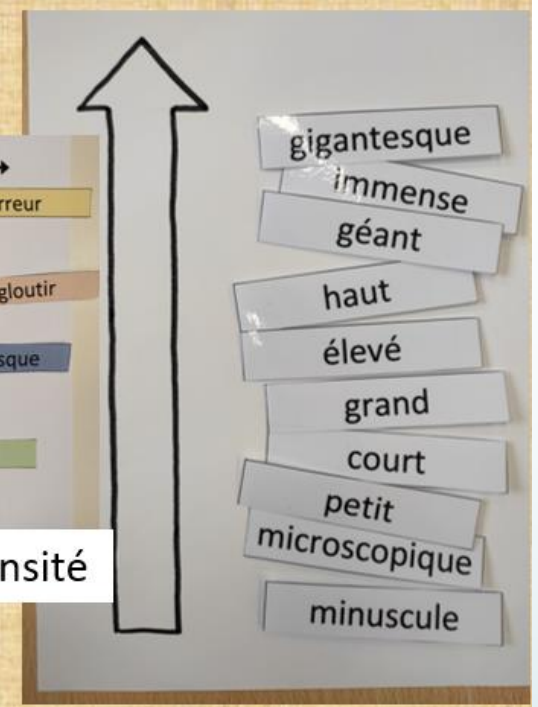 gigantesque
immense
géant
haut
élevé
grand
court
petit
microscopique
minuscule
rreur
gloutir
sque
nsité